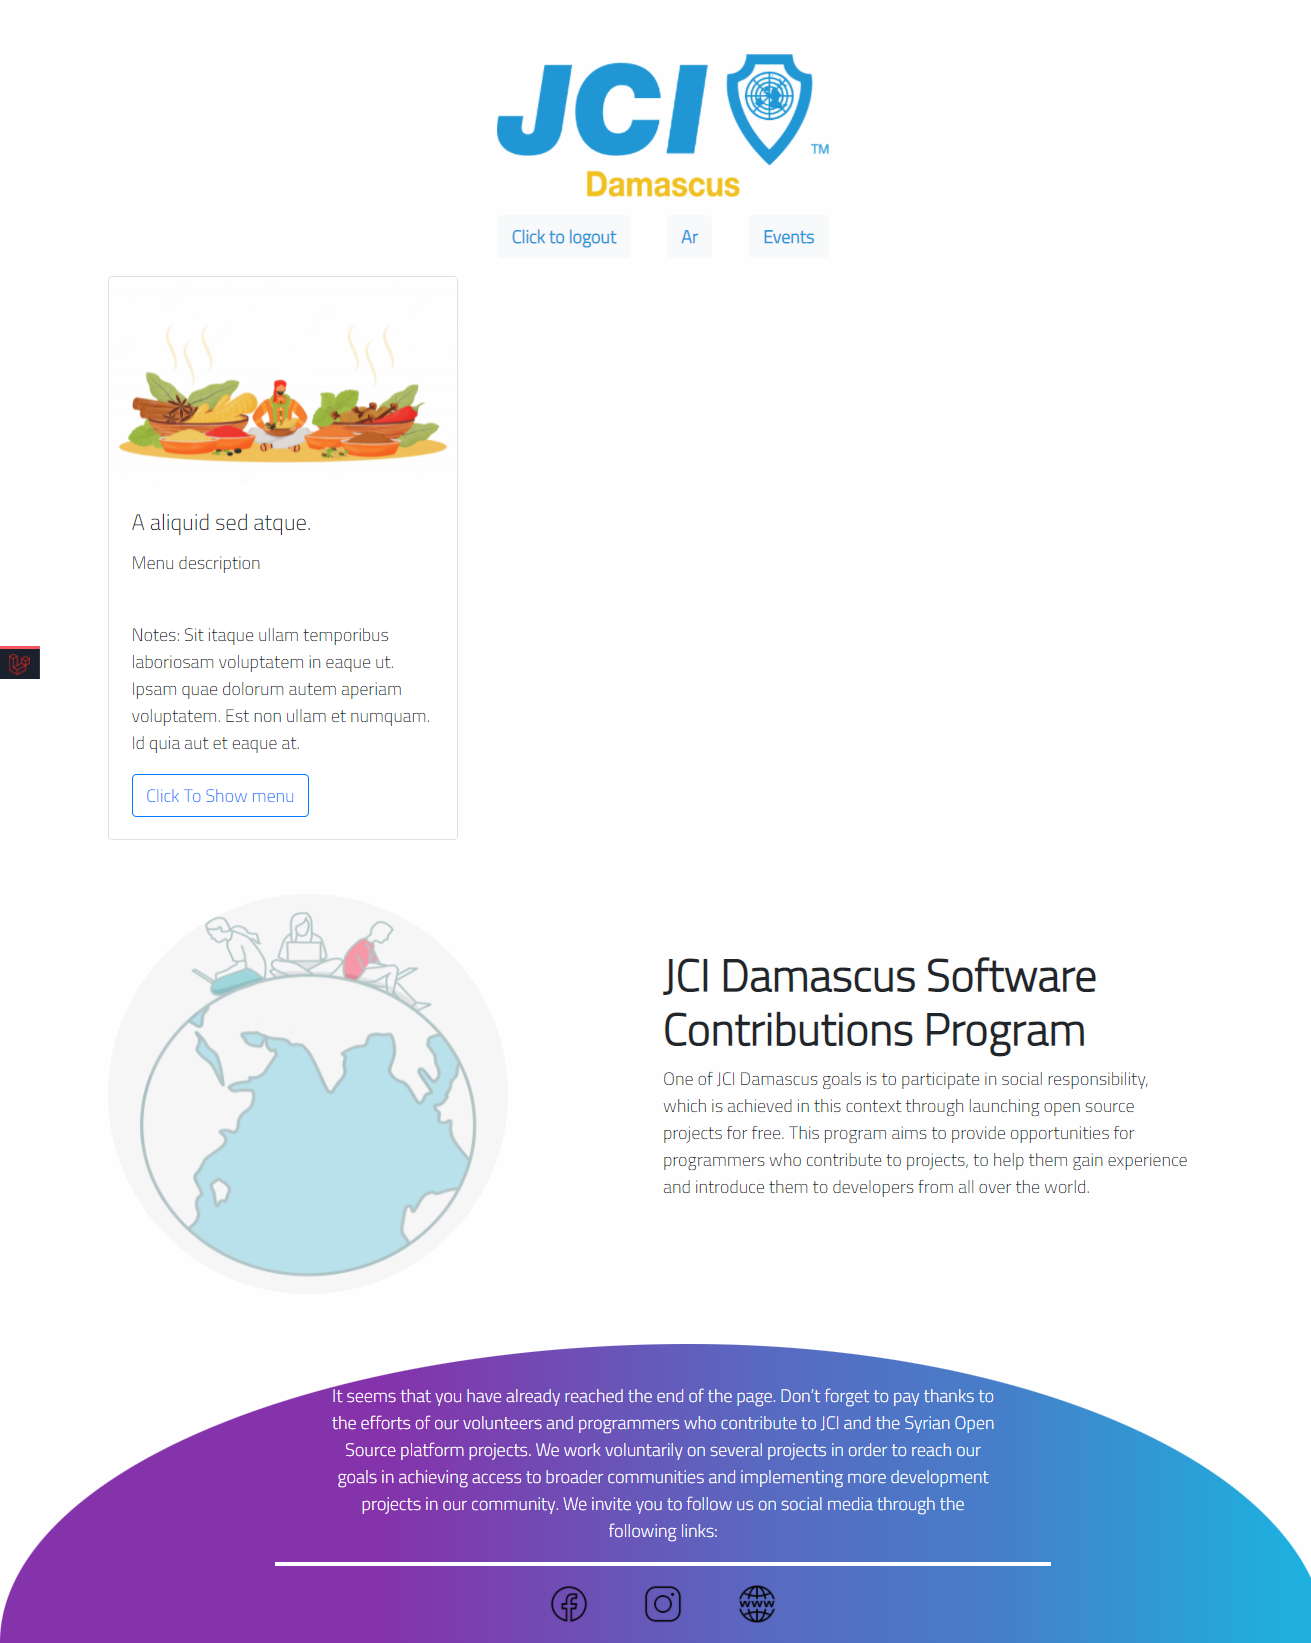 JCI
TM
Damascus
Click to logout
Ar
Events
A aliquid sed atque.
Menu description
Notes: Sit itaque ullam temporibus
laboriosam voluptatem in eaque ut.
Ipsam quae dolorum autem aperiam
voluptatem. Est non ullam et numquam.
Id quia aut et eaque at.
Click To Show menu
JCI Damascus Software
Contributions Program
One of JCI Damascus goals is to participate in social responsibility,
which is achieved in this context through launching open source
projects for free. This program aims to provide opportunities for
programmers who contribute to projects, to help them gain experience
and introduce them to developers from all over the world.
It seems that you have already reached the end of the page. Don't forget to pay thanks to
the efforts of our volunteers and programmers who contribute to JCI and the Syrian Open
Source platform projects. We work voluntarily on several projects in order to reach our
goals in achieving access to broader communities and implementing more development
projects in our community. We invite you to follow us on social media through the
following links:
www